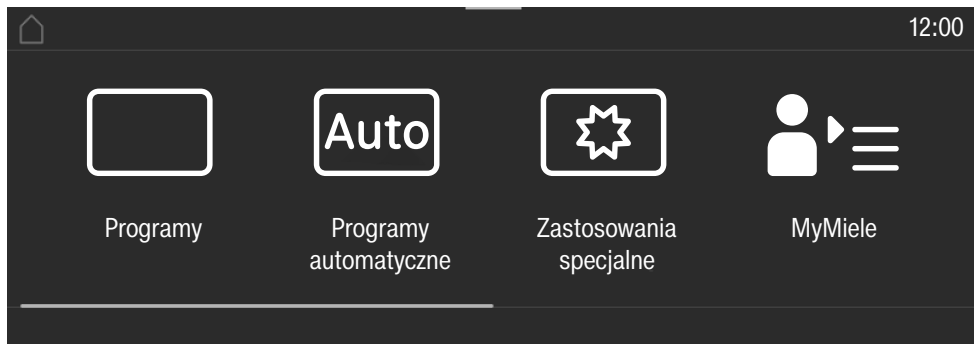 12:00
Auto
Programy
Programy
automatyczne
Zastosowania
specjalne
MyMiele